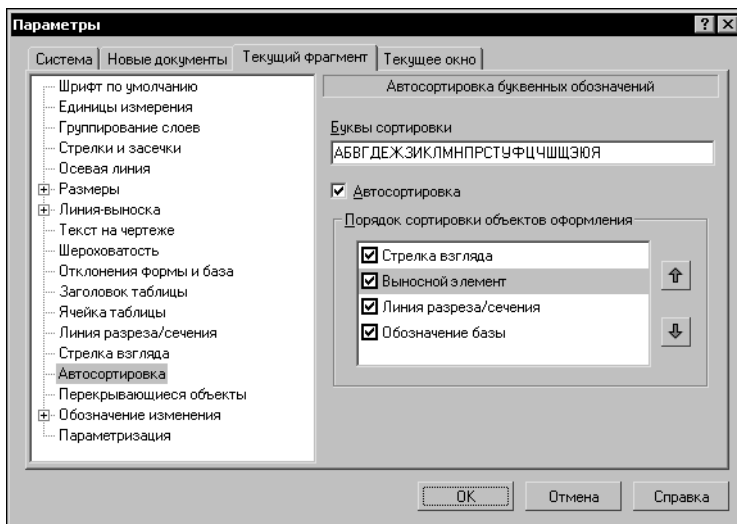 Параметры
Система
Новые документы
Текущий фрагмент
Текущее окно
Шрифт по умолчанию
Единицы измерения
Группирование слоев
Стрелки и засечки
Осевая линия
Размеры
Линия-выноска
Текст на чертеже
Шероховатость
Отклонения формы и база
Заголовок таблицы
Ячейка таблицы
Линия разреза/сечения
Стрелка взгляда
Автосортировка
Перекрывающиеся объекты
Обозначение изменения
Параметризация
Автосортировка буквенных обозначений
Буквы сортировки
АБВГДЕЖЗИКЛМНПРСТУФЦЧШЩЭЮЯ
Автосортировка
Порядок сортировки объектов оформления
Стрелка взгляда
Выносной элемент
Линия разреза/сечения
Обозначение базы
OK
Отмена
Справка